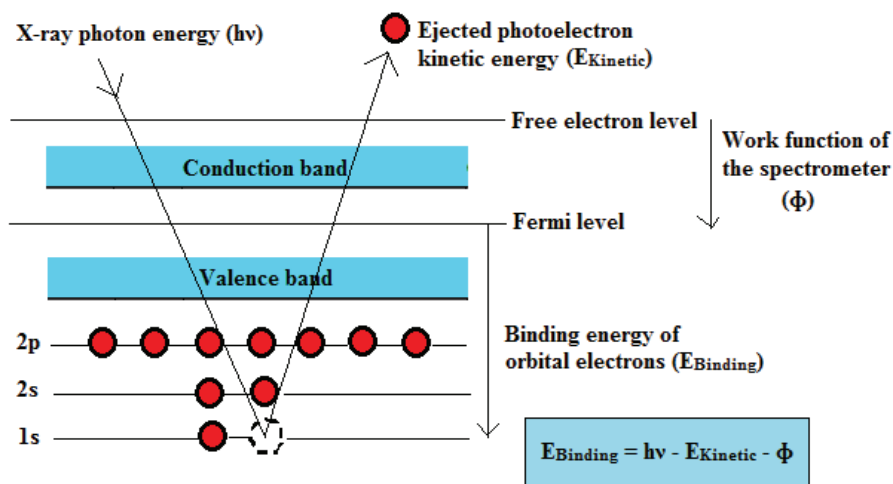 X-ray photon energy (hν)
Ejected photoelectron
kinetic energy (EKinetic)
Free electron level
Conduction band
Work function of
the spectrometer
(ϕ)
Fermi level
Valence band
2p
Binding energy of
orbital electrons (EBinding)
2s
1s
EBinding = hν - EKinetic - ϕ